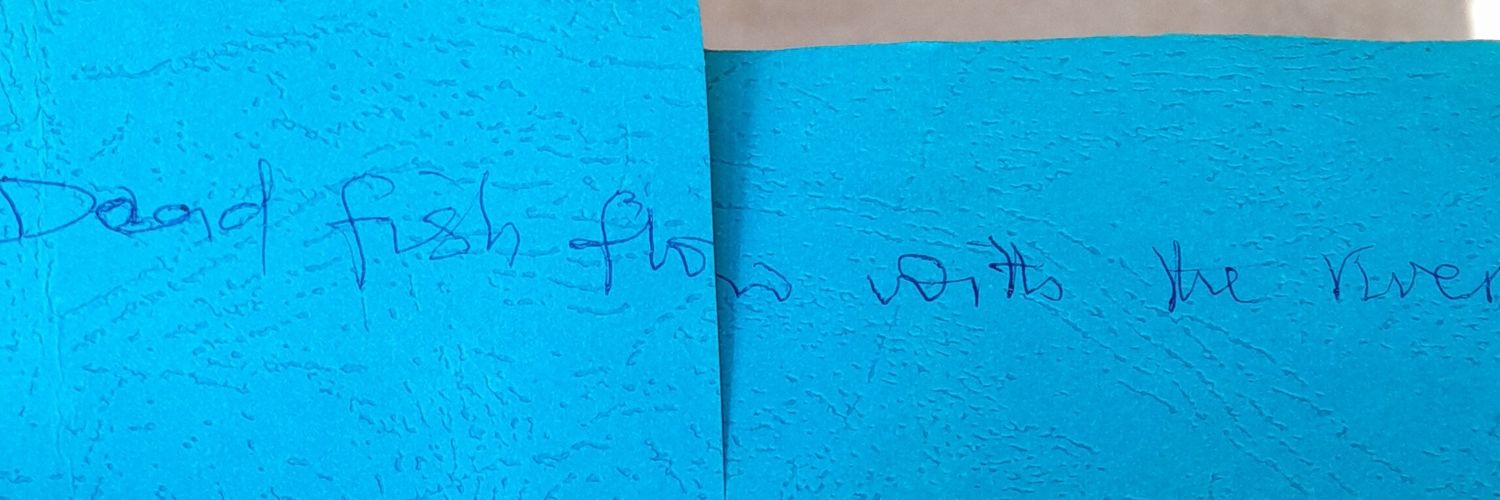 Dead fish flow with the river